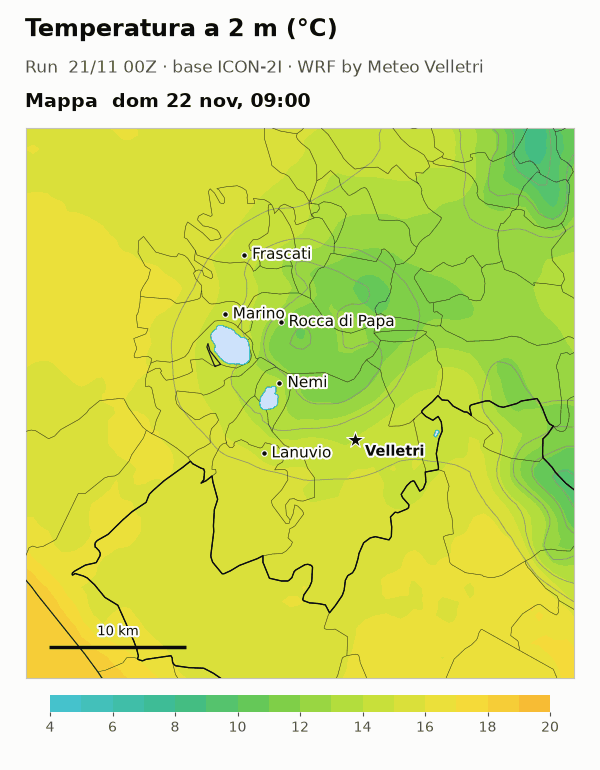 Temperatura a 2 m (°C)
Run  21/11 00Z · base ICON-2I · WRF by Meteo Velletri
Mappa  dom 22 nov, 09:00
Frascati
Marino
Rocca di Papa
Nemi
Velletri
Lanuvio
10 km
4 6 8 10 12 14 16 18 20